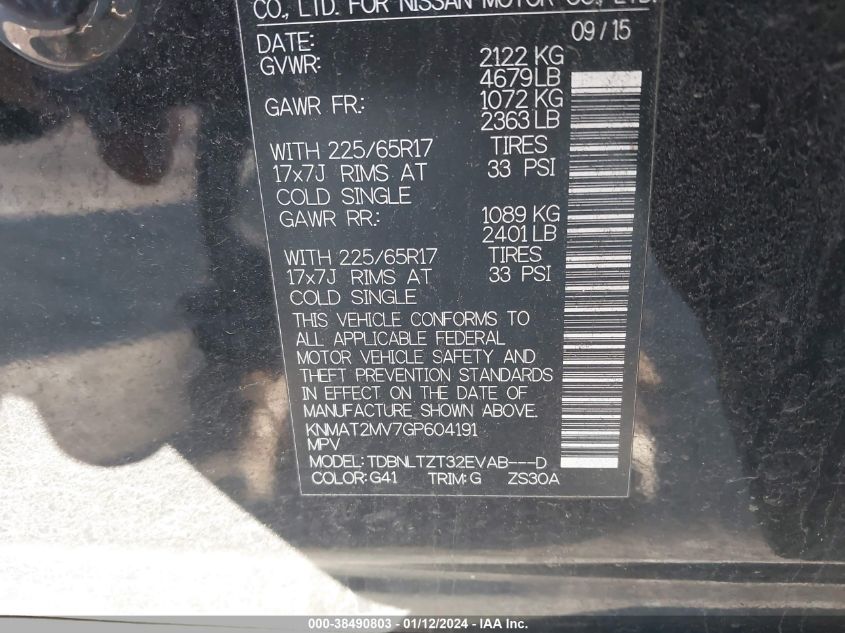 CO., LTD. FOR NISSAN MOTOR CO., LTD.
DATE: 09/15
GVWR: 2122 KG
4679LB
GAWR FR.: 1072 KG
2363LB
WITH 225/65R17 TIRES
17x7J RIMS AT 33 PSI
COLD SINGLE
GAWR RR.: 1089 KG
2401LB
WITH 225/65R17 TIRES
17x7J RIMS AT 33 PSI
COLD SINGLE
THIS VEHICLE CONFORMS TO
ALL APPLICABLE FEDERAL
MOTOR VEHICLE SAFETY AND
THEFT PREVENTION STANDARDS
IN EFFECT ON THE DATE OF
MANUFACTURE SHOWN ABOVE.
KNMAT2MV7GP604191
MPV
MODEL:TDBNLTZT32EVAB---D
COLOR:G41 TRIM:G ZS30A
000-38490803 - 01/12/2024 - IAA Inc.